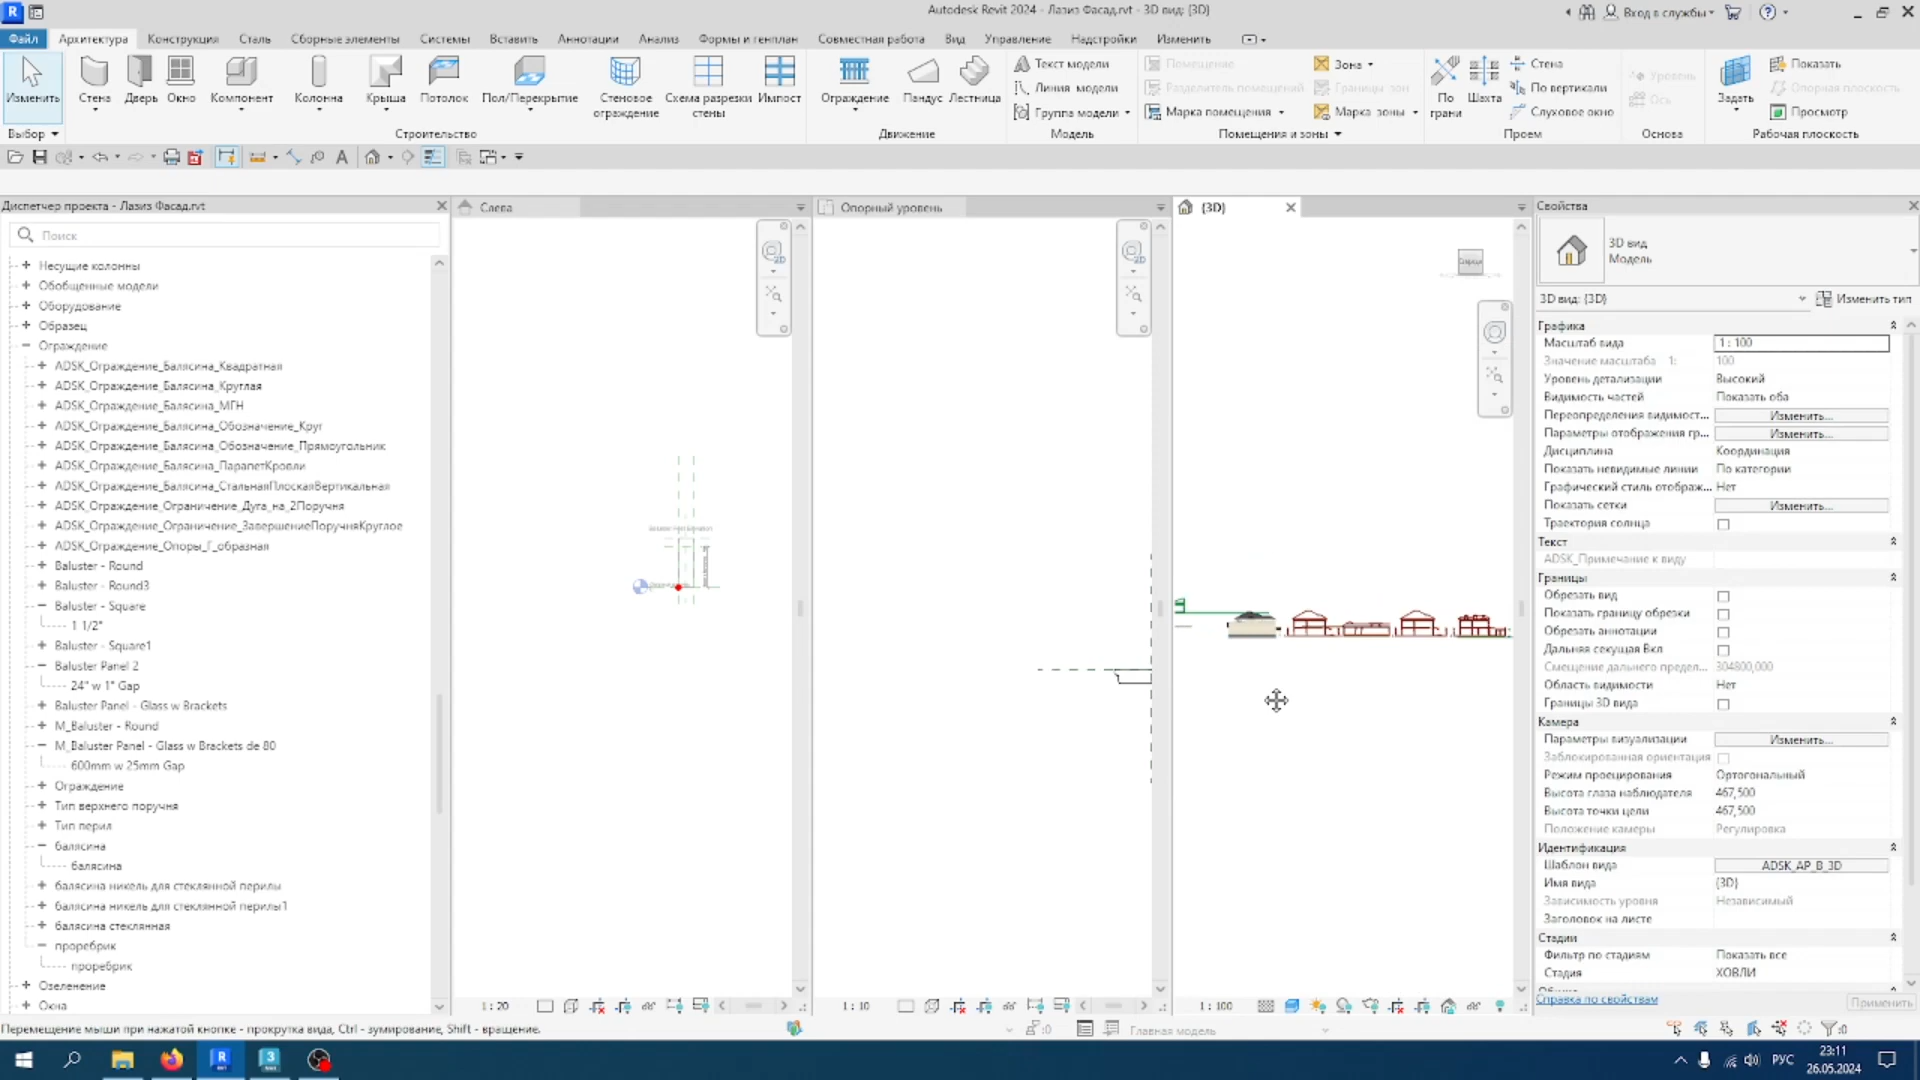 Autodesk Revit 2024 - Лазиз Фасад.rvt - 3D вид: {3D}
Вход в службы
Файл Архитектура Конструкция Сталь Сборные элементы Системы Вставить Аннотации Анализ Формы и генплан Совместная работа Вид Управление Надстройки Изменить
Изменить Стена Дверь Окно Компонент Колонна Крыша Потолок Пол/Перекрытие Стеновое ограждение Схема разрезки стены Импост Ограждение Пандус Лестница
Текст модели
Линия модели
Группа модели
Помещение
Разделитель помещений
Марка помещения
Зона
Границы зон
Марка зоны
По грани Шахта
Стена
По вертикали
Слуховое окно
Уровень
Ось
Задать
Показать
Опорная плоскость
Просмотр
Выбор Строительство Движение Модель Помещения и зоны Проем Основа Рабочая плоскость
Диспетчер проекта - Лазиз Фасад.rvt
Поиск
Несущие колонны
Обобщенные модели
Оборудование
Образец
Ограждение
ADSK_Ограждение_Балясина_Квадратная
ADSK_Ограждение_Балясина_Круглая
ADSK_Ограждение_Балясина_МГН
ADSK_Ограждение_Балясина_Обозначение_Круг
ADSK_Ограждение_Балясина_Обозначение_Прямоугольник
ADSK_Ограждение_Балясина_ПарапетКровли
ADSK_Ограждение_Балясина_СтальнаяПлоскаяВертикальная
ADSK_Ограждение_Ограничение_Дуга_на_2Поручня
ADSK_Ограждение_Ограничение_ЗавершениеПоручняКруглое
ADSK_Ограждение_Опоры_Г_образная
Baluster - Round
Baluster - Round3
Baluster - Square
1 1/2"
Baluster - Square1
Baluster Panel 2
24" w 1" Gap
Baluster Panel - Glass w Brackets
M_Baluster - Round
M_Baluster Panel - Glass w Brackets de 80
600mm w 25mm Gap
Ограждение
Тип верхнего поручня
Тип перил
балясина
балясина
балясина никель для стеклянной перилы
балясина никель для стеклянной перилы1
балясина стеклянная
проребрик
проребрик
Озеленение
Окна
Слева
1 : 20
Опорный уровень
1 : 10
{3D}
1 : 100
Свойства
3D вид
Модель
3D вид: {3D} Изменить тип
Графика
Масштаб вида 1 : 100
Значение масштаба 1: 100
Уровень детализации Высокий
Видимость частей Показать оба
Переопределения видимост... Изменить...
Параметры отображения гр... Изменить...
Дисциплина Координация
Показать невидимые линии По категории
Графический стиль отображ... Нет
Показать сетки Изменить...
Траектория солнца
Текст
ADSK_Примечание к виду
Границы
Обрезать вид
Показать границу обрезки
Обрезать аннотации
Дальняя секущая Вкл
Смещение дальнего предел... 304800,000
Область видимости Нет
Границы 3D вида
Камера
Параметры визуализации Изменить...
Заблокированная ориентация
Режим проецирования Ортогональный
Высота глаза наблюдателя 467,500
Высота точки цели 467,500
Положение камеры Регулировка
Идентификация
Шаблон вида ADSK_АР_В_3D
Имя вида {3D}
Зависимость уровня Независимый
Заголовок на листе
Стадии
Фильтр по стадиям Показать все
Стадия ХОВЛИ
Справка по свойствам Применить
Перемещение мыши при нажатой кнопке - прокрутка вида, Ctrl - зумирование, Shift - вращение.
:0 Главная модель :0
РУС 23:11
26.05.2024